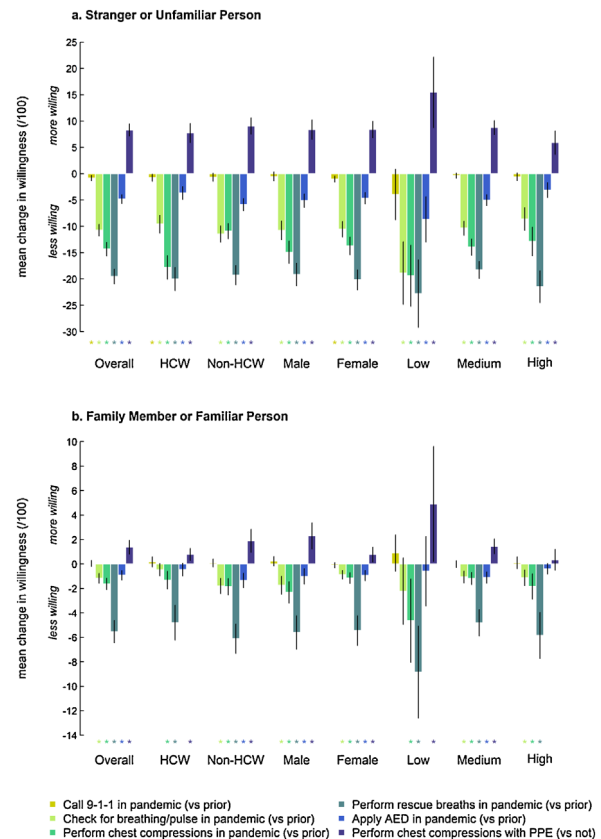 a. Stranger or Unfamiliar Person
mean change in willingness (/100)
more willing
less willing
25
20
15
10
5
0
-5
-10
-15
-20
-25
-30
* * * * * *
* * * * * *
* * * * *
* * * * *
* * * * * *
* * * * *
* * * * *
* * * * *
Overall HCW Non-HCW Male Female Low Medium High
b. Family Member or Familiar Person
mean change in willingness (/100)
more willing
less willing
10
8
6
4
2
0
-2
-4
-6
-8
-10
-12
-14
* * * * *
* * *
* * * * *
* * * * *
* * * * *
* * *
* * * * *
* * *
Overall HCW Non-HCW Male Female Low Medium High
Call 9-1-1 in pandemic (vs prior)
Check for breathing/pulse in pandemic (vs prior)
Perform chest compressions in pandemic (vs prior)
Perform rescue breaths in pandemic (vs prior)
Apply AED in pandemic (vs prior)
Perform chest compressions with PPE (vs not)